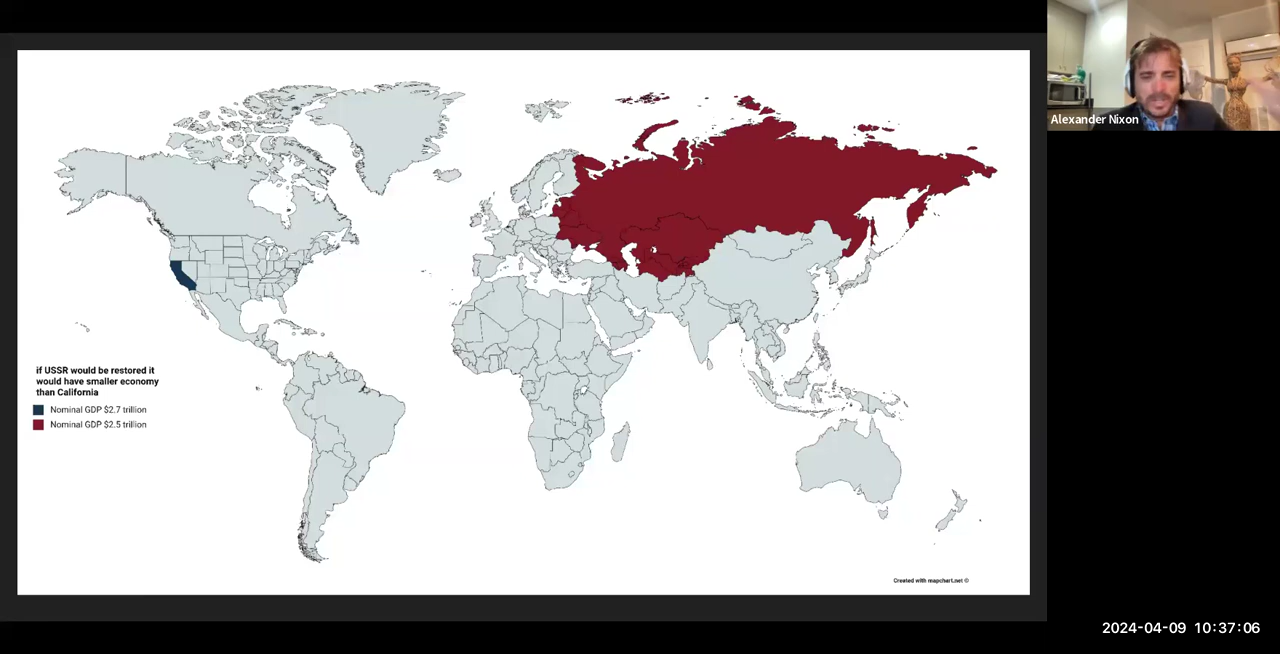 Alexander Nixon
if USSR would be restored it
would have smaller economy
than California
Nominal GDP $2.7 trillion
Nominal GDP $2.5 trillion
Created with mapchart.net ©
2024-04-09 10:37:06